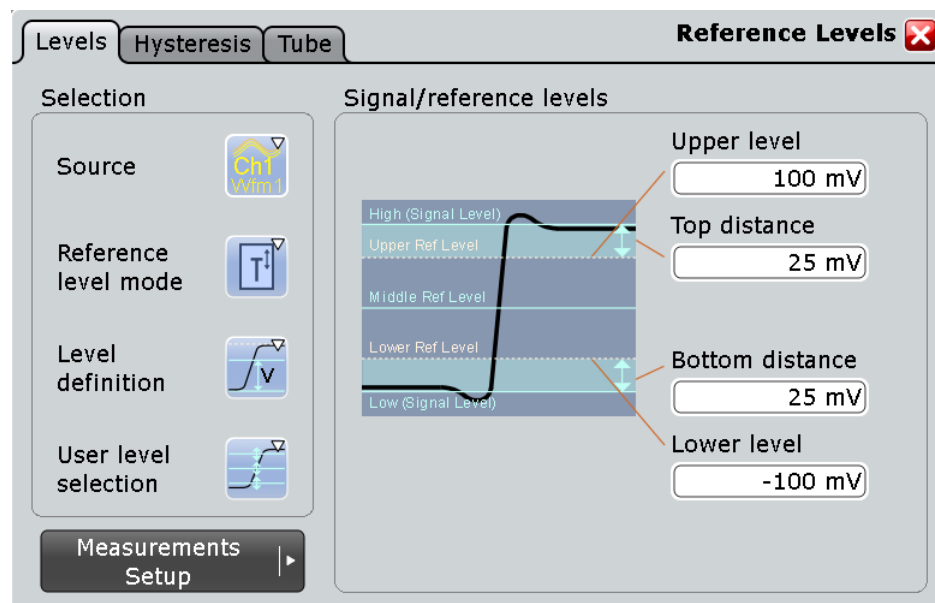 Levels Hysteresis Tube Reference Levels
Selection
Source
Ch1
Wfm1
Reference
level mode
T
Level
definition
V
User level
selection
Measurements
Setup
Signal/reference levels
High (Signal Level)
Upper Ref Level
Middle Ref Level
Lower Ref Level
Low (Signal Level)
Upper level
100 mV
Top distance
25 mV
Bottom distance
25 mV
Lower level
-100 mV